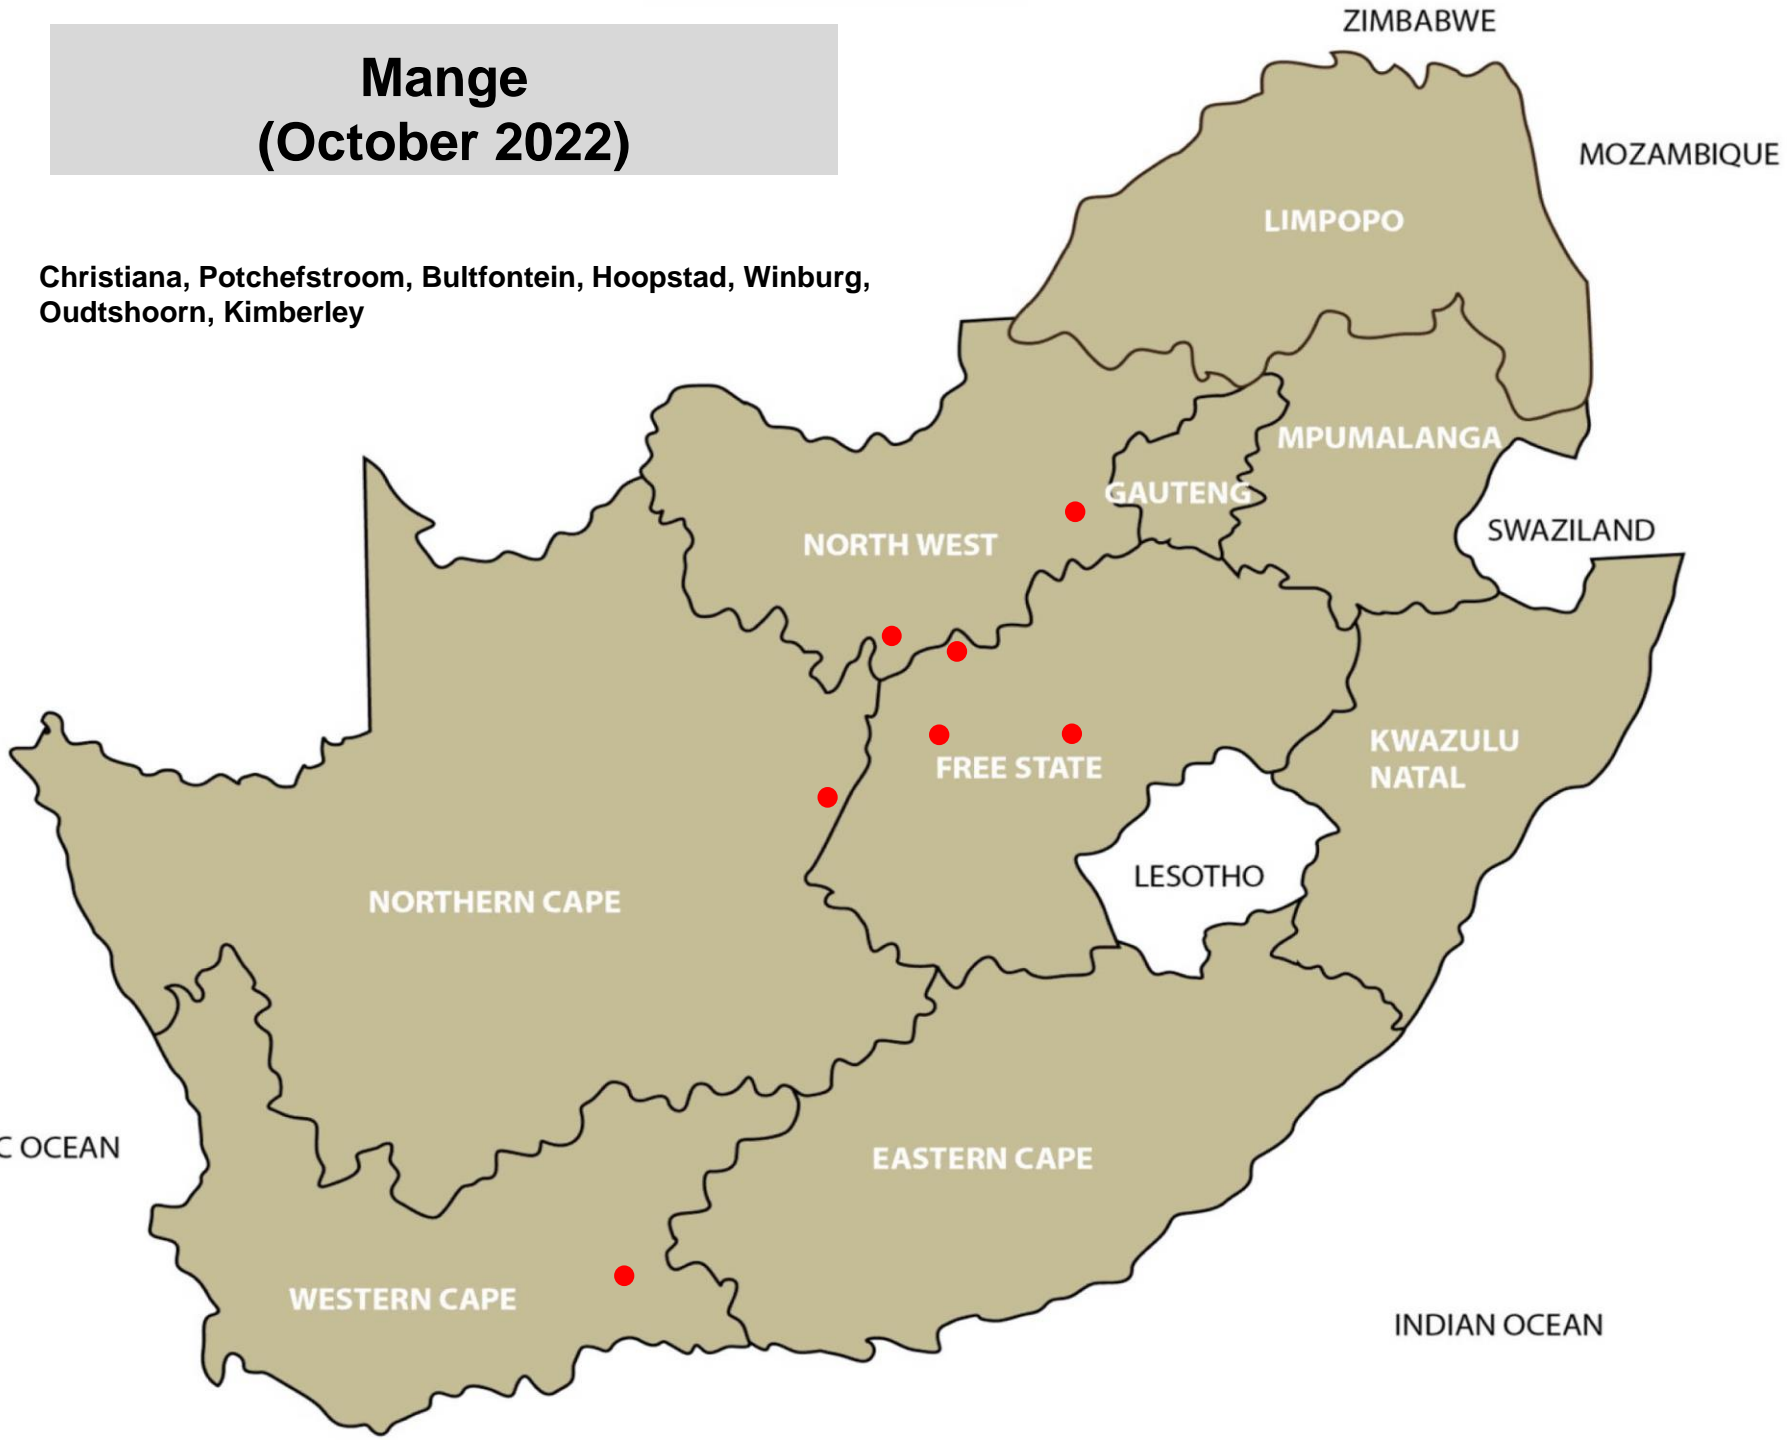 Mange
(October 2022)
Christiana, Potchefstroom, Bultfontein, Hoopstad, Winburg,
Oudtshoorn, Kimberley
ZIMBABWE
MOZAMBIQUE
LIMPOPO
MPUMALANGA
GAUTENG
SWAZILAND
NORTH WEST
KWAZULU
NATAL
FREE STATE
LESOTHO
NORTHERN CAPE
C OCEAN
EASTERN CAPE
WESTERN CAPE
INDIAN OCEAN